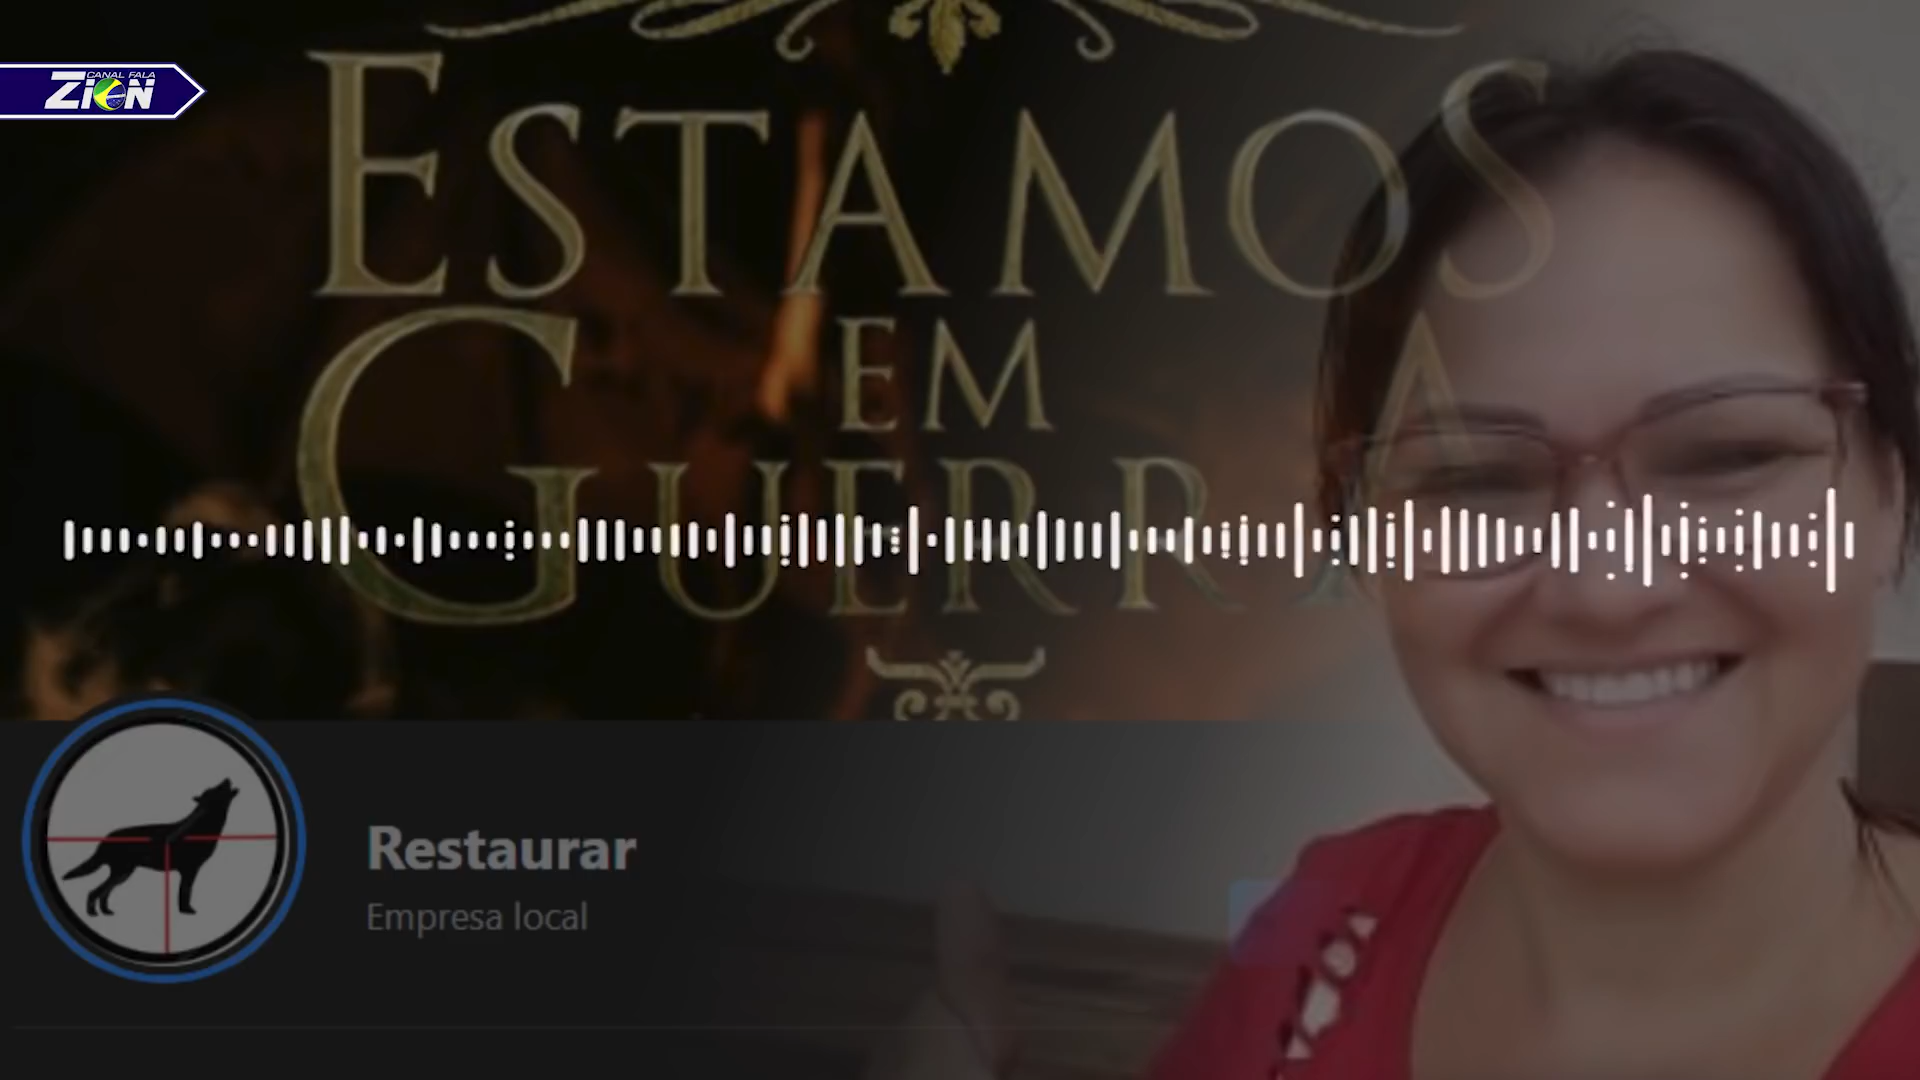 CANAL FALA
ZION
ESTAMOS
EM
GUERRA
Restaurar
Empresa local